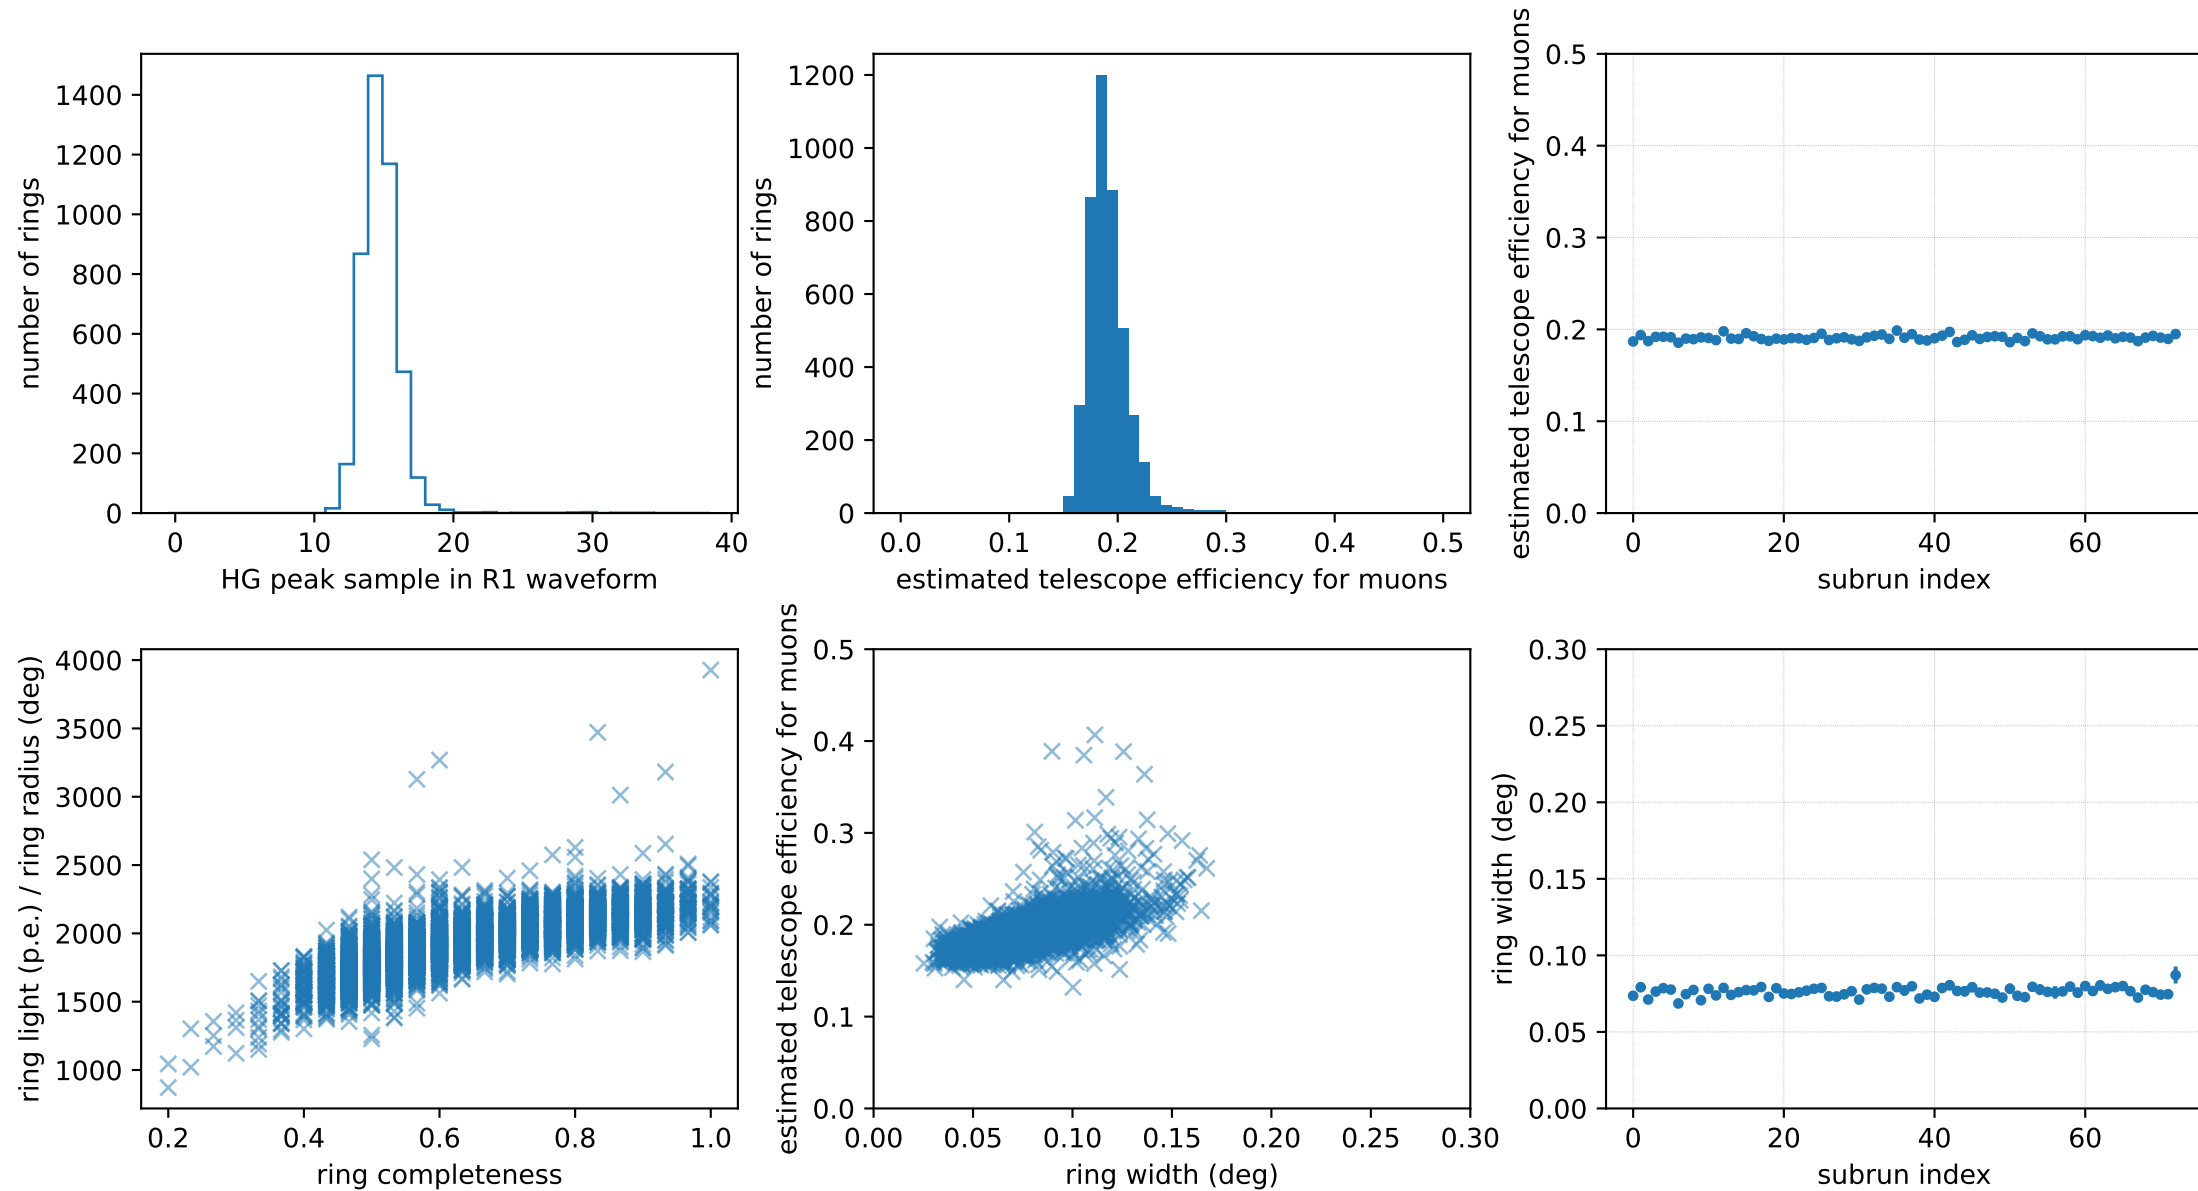 number of rings
1400
1200
1000
800
600
400
200
0
0 10 20 30 40
HG peak sample in R1 waveform
number of rings
1200
1000
800
600
400
200
0
0.0 0.1 0.2 0.3 0.4 0.5
estimated telescope efficiency for muons
estimated telescope efficiency for muons
0.5
0.4
0.3
0.2
0.1
0.0
0 20 40 60
subrun index
ring light (p.e.) / ring radius (deg)
4000
3500
3000
2500
2000
1500
1000
0.2 0.4 0.6 0.8 1.0
ring completeness
estimated telescope efficiency for muons
0.5
0.4
0.3
0.2
0.1
0.0
0.00 0.05 0.10 0.15 0.20 0.25 0.30
ring width (deg)
ring width (deg)
0.30
0.25
0.20
0.15
0.10
0.05
0.00
0 20 40 60
subrun index